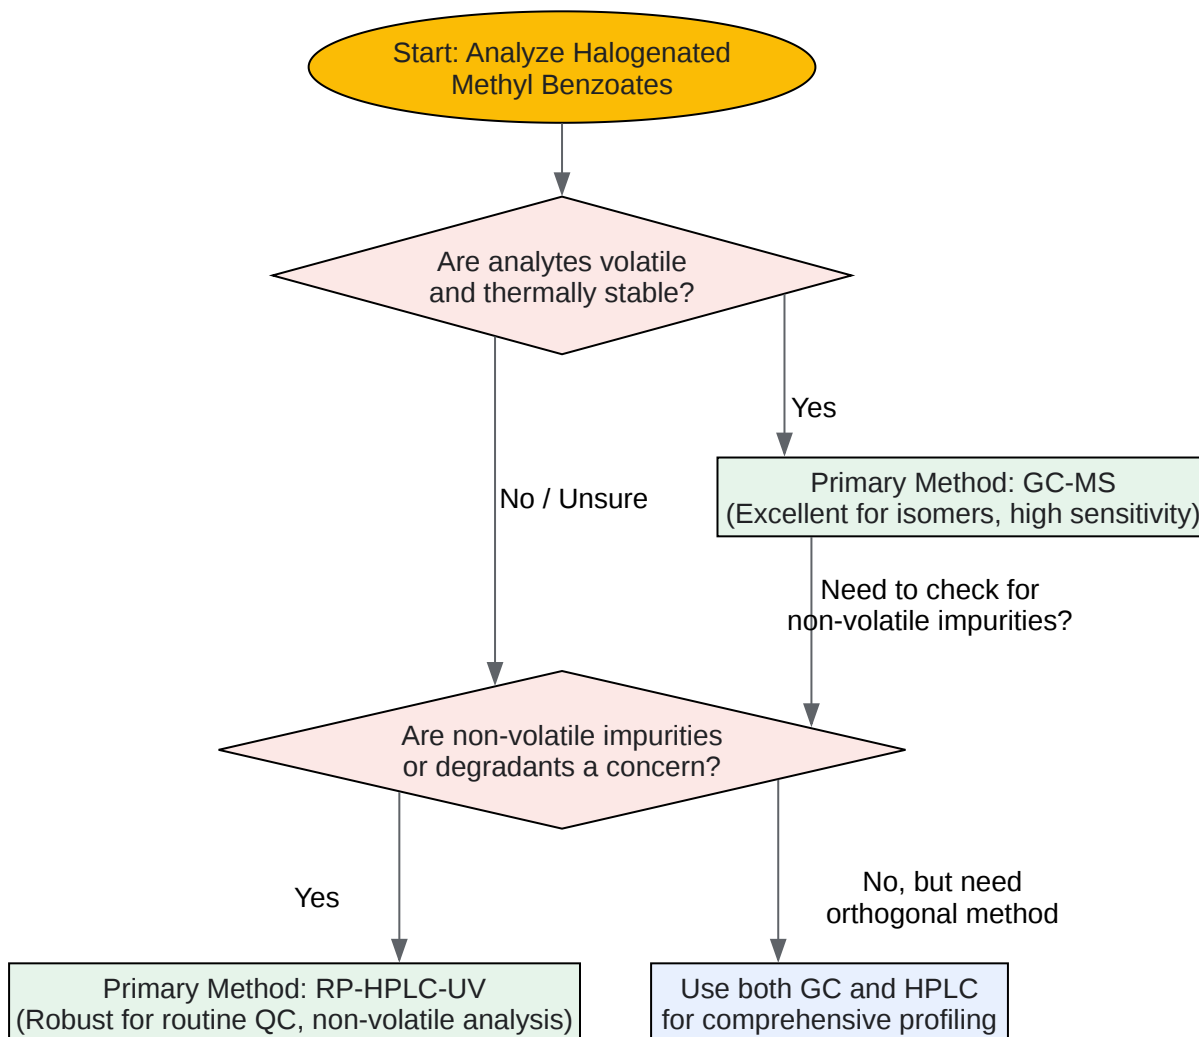 Start: Analyze Halogenated
Methyl Benzoates
Are analytes volatile
and thermally stable?
Yes
No / Unsure
Primary Method: GC-MS
(Excellent for isomers, high sensitivity)
Need to check for
non-volatile impurities?
Are non-volatile impurities
or degradants a concern?
Yes
No, but need
orthogonal method
Primary Method: RP-HPLC-UV
(Robust for routine QC, non-volatile analysis)
Use both GC and HPLC
for comprehensive profiling